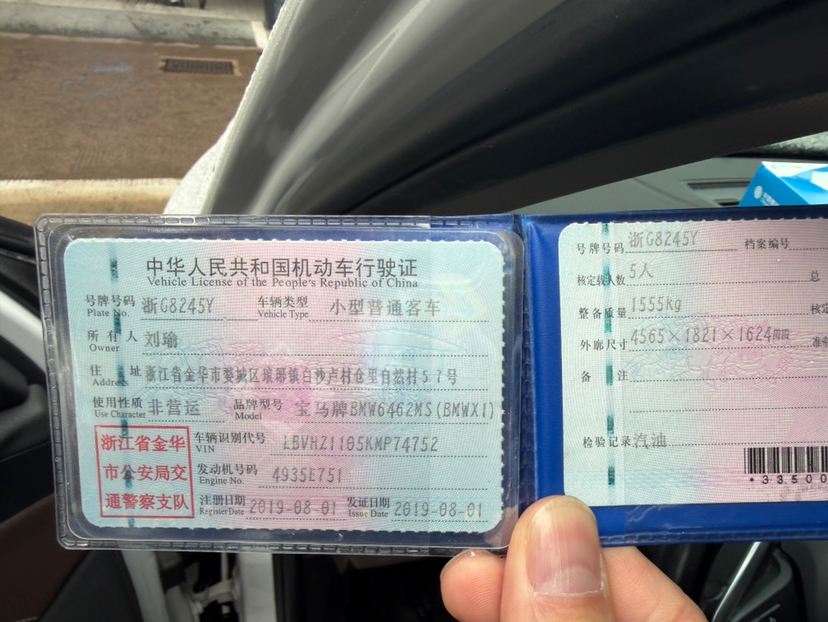 中华人民共和国机动车行驶证
Vehicle License of the People's Republic of China
号牌号码 浙G8245Y 车辆类型 小型普通客车
Plate No. Vehicle Type
所有人 刘瑜
Owner
住址 浙江省金华市婺城区琅琊镇白沙卢村仓里自然村57号
Address
使用性质 非营运 品牌型号 宝马牌BMW6462MS(BMWX1)
Use Character Model
浙江省金华
市公安局交
通警察支队
车辆识别代号 LBVHZ1105KMP74752
VIN
发动机号码 4935E751
Engine No.
注册日期 2019-08-01 发证日期 2019-08-01
Register Date Issue Date
号牌号码 浙G8245Y 档案编号
核定载人数 5人 总
整备质量 1555kg 核定
外廓尺寸 4565×1821×1624mm 准牵
备注
检验记录 汽油
*33500